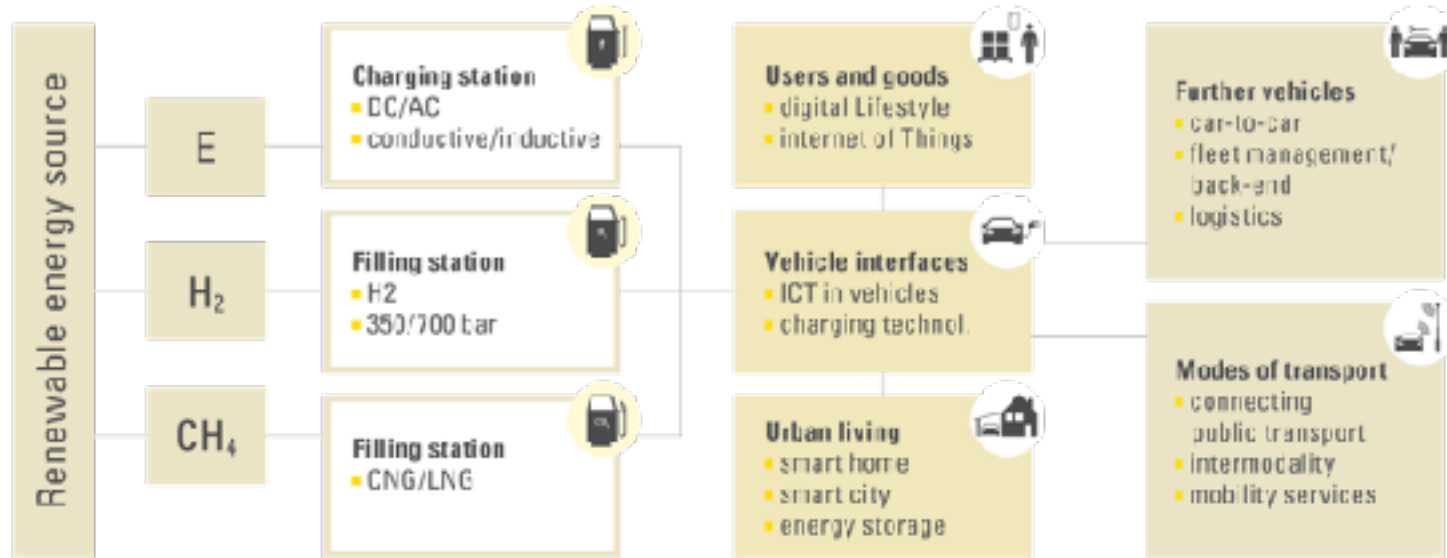 Renewable energy source
E
H₂
CH₄
Charging station
▪ DC/AC
▪ conductive/inductive
Filling station
▪ H2
▪ 350/700 bar
Filling station
▪ CNG/LNG
Users and goods
▪ digital Lifestyle
▪ internet of Things
Vehicle interfaces
▪ ICT in vehicles
▪ charging technol.
Urban living
▪ smart home
▪ smart city
▪ energy storage
Further vehicles
▪ car-to-car
▪ fleet management/
back-end
▪ logistics
Modes of transport
▪ connecting
public transport
▪ intermodality
▪ mobility services